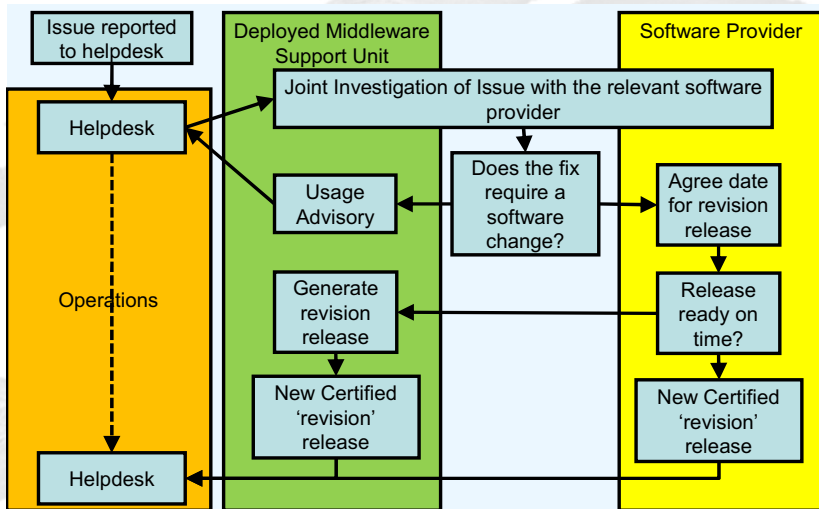 Issue reported
to helpdesk
Deployed Middleware
Support Unit
Software Provider
Joint Investigation of Issue with the relevant software
provider
Helpdesk
Does the fix
require a
software
change?
Usage
Advisory
Agree date
for revision
release
Operations
Generate
revision
release
Release
ready on
time?
New Certified
‘revision’
release
New Certified
‘revision’
release
Helpdesk